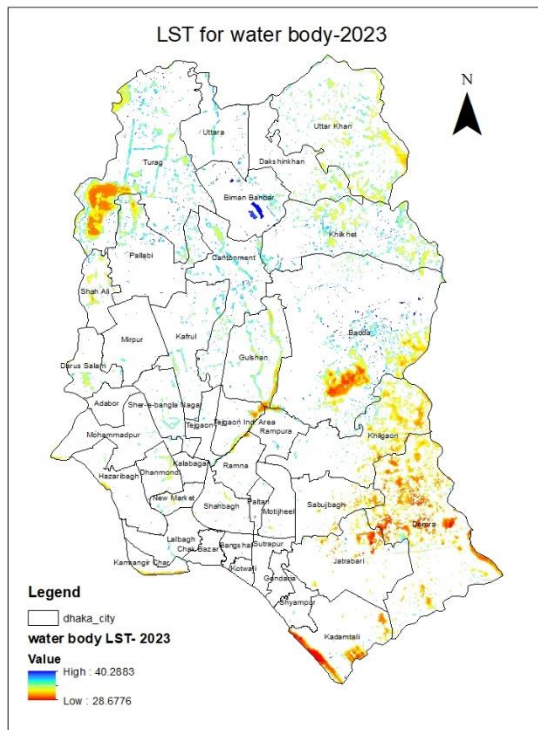 LST for water body-2023
N
Uttara
Uttar Khan
Turag
Dakshinkhan
Biman Bandar
Khilkhet
Cantonment
Pallabi
Shah Ali
Mirpur
Kafrul
Badda
Gulshan
Darus Salam
Adabor
Sher-e-bangla Naga
Tejgaon
Tejgaon Ind. Area
Rampura
Mohammadpur
Khilgaon
Kalabagan
Ramna
Hazaribagh
Dhanmondi
New Market
Shahbagh
Paltan
Motijheel
Sabujbagh
Demra
Lalbagh
Chak Bazar
Bangshal
Sutrapur
Jatrabari
Kamrangir Char
Kotwali
Gendaria
Shyampur
Kadamtali
Legend
dhaka_city
water body LST- 2023
Value
High : 40.2883
Low : 28.6776